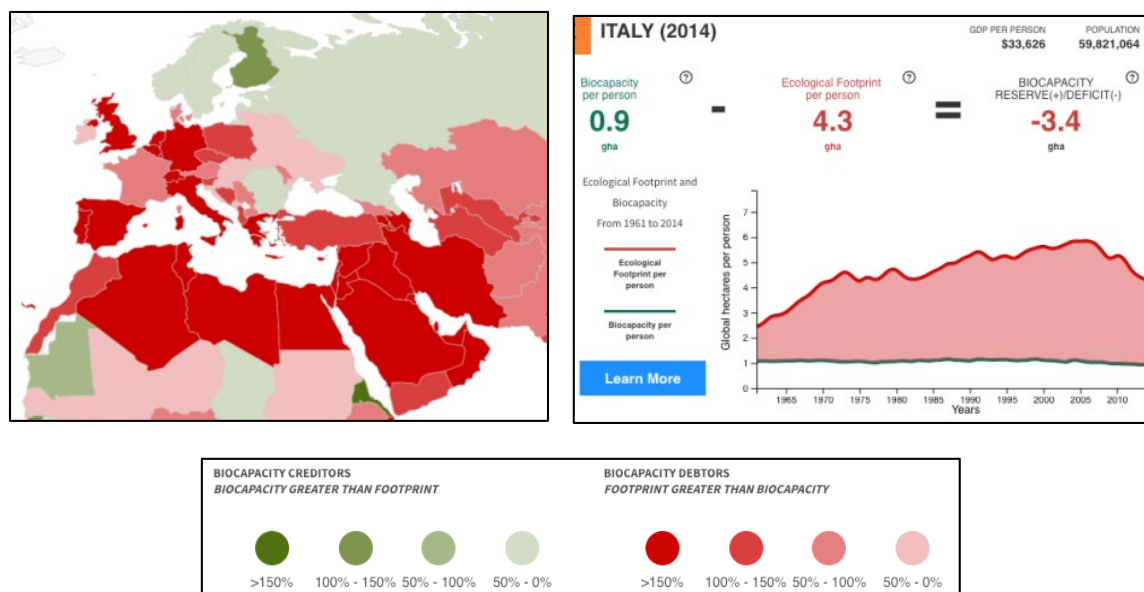 ITALY (2014)
GDP PER PERSON
$33,626
POPULATION
59,821,064
Biocapacity
per person
0.9
gha
?
-
Ecological Footprint
per person
4.3
gha
?
=
BIOCAPACITY
RESERVE(+)/DEFICIT(-)
-3.4
gha
?
Ecological Footprint and
Biocapacity
From 1961 to 2014
Ecological
Footprint per
person
Biocapacity per
person
Learn More
Global hectares per person
7
6
5
4
3
2
1
0
1965 1970 1975 1980 1985 1990 1995 2000 2005 2010
Years
BIOCAPACITY CREDITORS
BIOCAPACITY GREATER THAN FOOTPRINT
>150% 100% - 150% 50% - 100% 50% - 0%
BIOCAPACITY DEBTORS
FOOTPRINT GREATER THAN BIOCAPACITY
>150% 100% - 150% 50% - 100% 50% - 0%